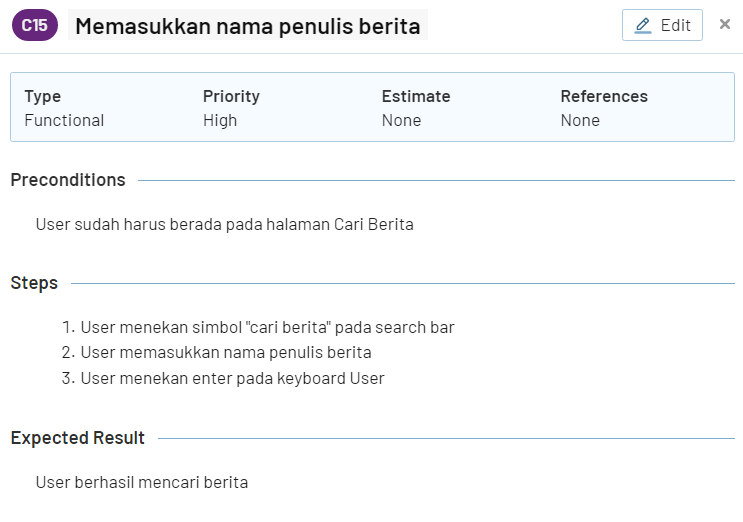 C15 Memasukkan nama penulis berita Edit ×
Type Priority Estimate References
Functional High None None
Preconditions
User sudah harus berada pada halaman Cari Berita
Steps
1. User menekan simbol "cari berita" pada search bar
2. User memasukkan nama penulis berita
3. User menekan enter pada keyboard User
Expected Result
User berhasil mencari berita